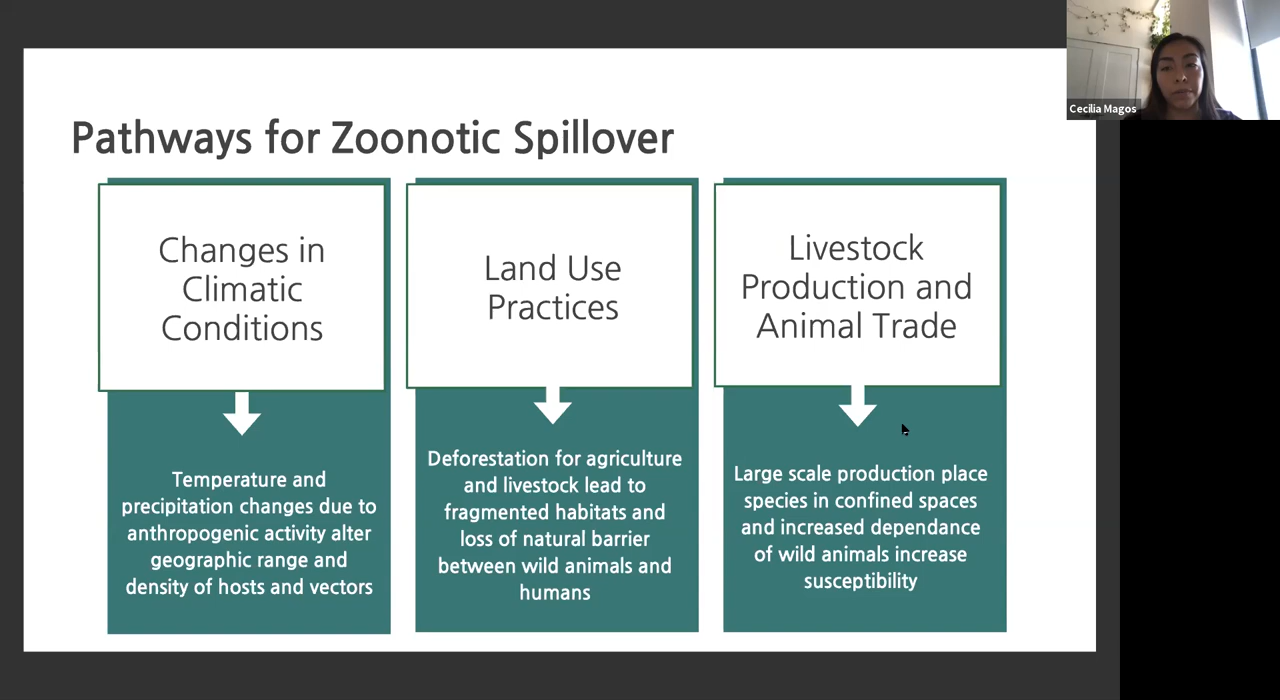 Pathways for Zoonotic Spillover
Changes in
Climatic
Conditions
Temperature and
precipitation changes due to
anthropogenic activity alter
geographic range and
density of hosts and vectors
Land Use
Practices
Deforestation for agriculture
and livestock lead to
fragmented habitats and
loss of natural barrier
between wild animals and
humans
Livestock
Production and
Animal Trade
Large scale production place
species in confined spaces
and increased dependance
of wild animals increase
susceptibility
Cecilia Magos